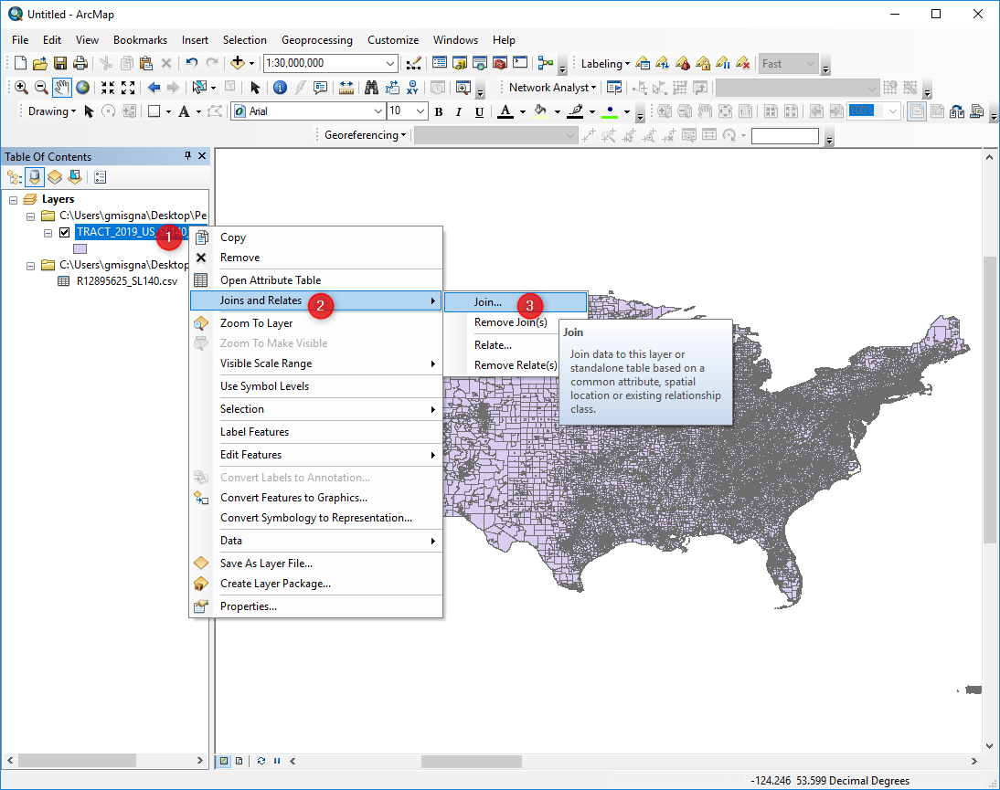 Untitled - ArcMap
File Edit View Bookmarks Insert Selection Geoprocessing Customize Windows Help
1:30,000,000 Labeling Fast
Network Analyst
Drawing A Arial 10 B I U A 100%
Georeferencing
Table Of Contents
Layers
C:\Users\gmisgna\Desktop\Pe
TRACT_2019_US_SL140_
1
C:\Users\gmisgna\Desktop
R12895625_SL140.csv
Copy
Remove
Open Attribute Table
Joins and Relates 2
Zoom To Layer
Zoom To Make Visible
Visible Scale Range
Use Symbol Levels
Selection
Label Features
Edit Features
Convert Labels to Annotation...
Convert Features to Graphics...
Convert Symbology to Representation...
Data
Save As Layer File...
Create Layer Package...
Properties...
Join... 3
Remove Join(s)
Relate...
Remove Relate(s)
Join
Join data to this layer or
standalone table based on a
common attribute, spatial
location or existing relationship
class.
-124.246 53.599 Decimal Degrees